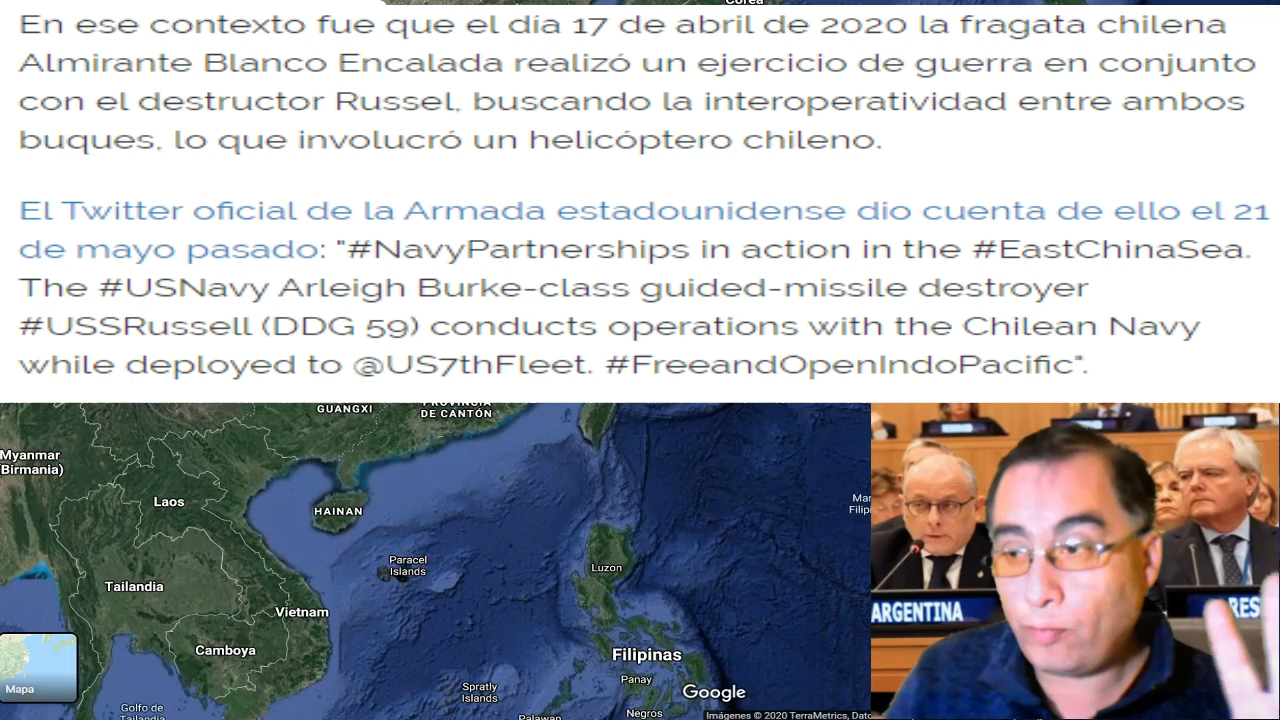 Corea
En ese contexto fue que el día 17 de abril de 2020 la fragata chilena
Almirante Blanco Encalada realizó un ejercicio de guerra en conjunto
con el destructor Russel, buscando la interoperatividad entre ambos
buques, lo que involucró un helicóptero chileno.
El Twitter oficial de la Armada estadounidense dio cuenta de ello el 21
de mayo pasado: "#NavyPartnerships in action in the #EastChinaSea.
The #USNavy Arleigh Burke-class guided-missile destroyer
#USSRussell (DDG 59) conducts operations with the Chilean Navy
while deployed to @US7thFleet. #FreeandOpenIndoPacific".
GUANGXI
PROVINCIA
DE CANTÓN
Myanmar
(Birmania)
Laos
HAINAN
Paracel
Islands
Luzon
Tailandia
Vietnam
Camboya
Filipinas
Panay
Spratly
Islands
Negros
Palawan
Golfo de
Tailandia
Mapa
Google
Imágenes © 2020 TerraMetrics, Dato
ARGENTINA
RES